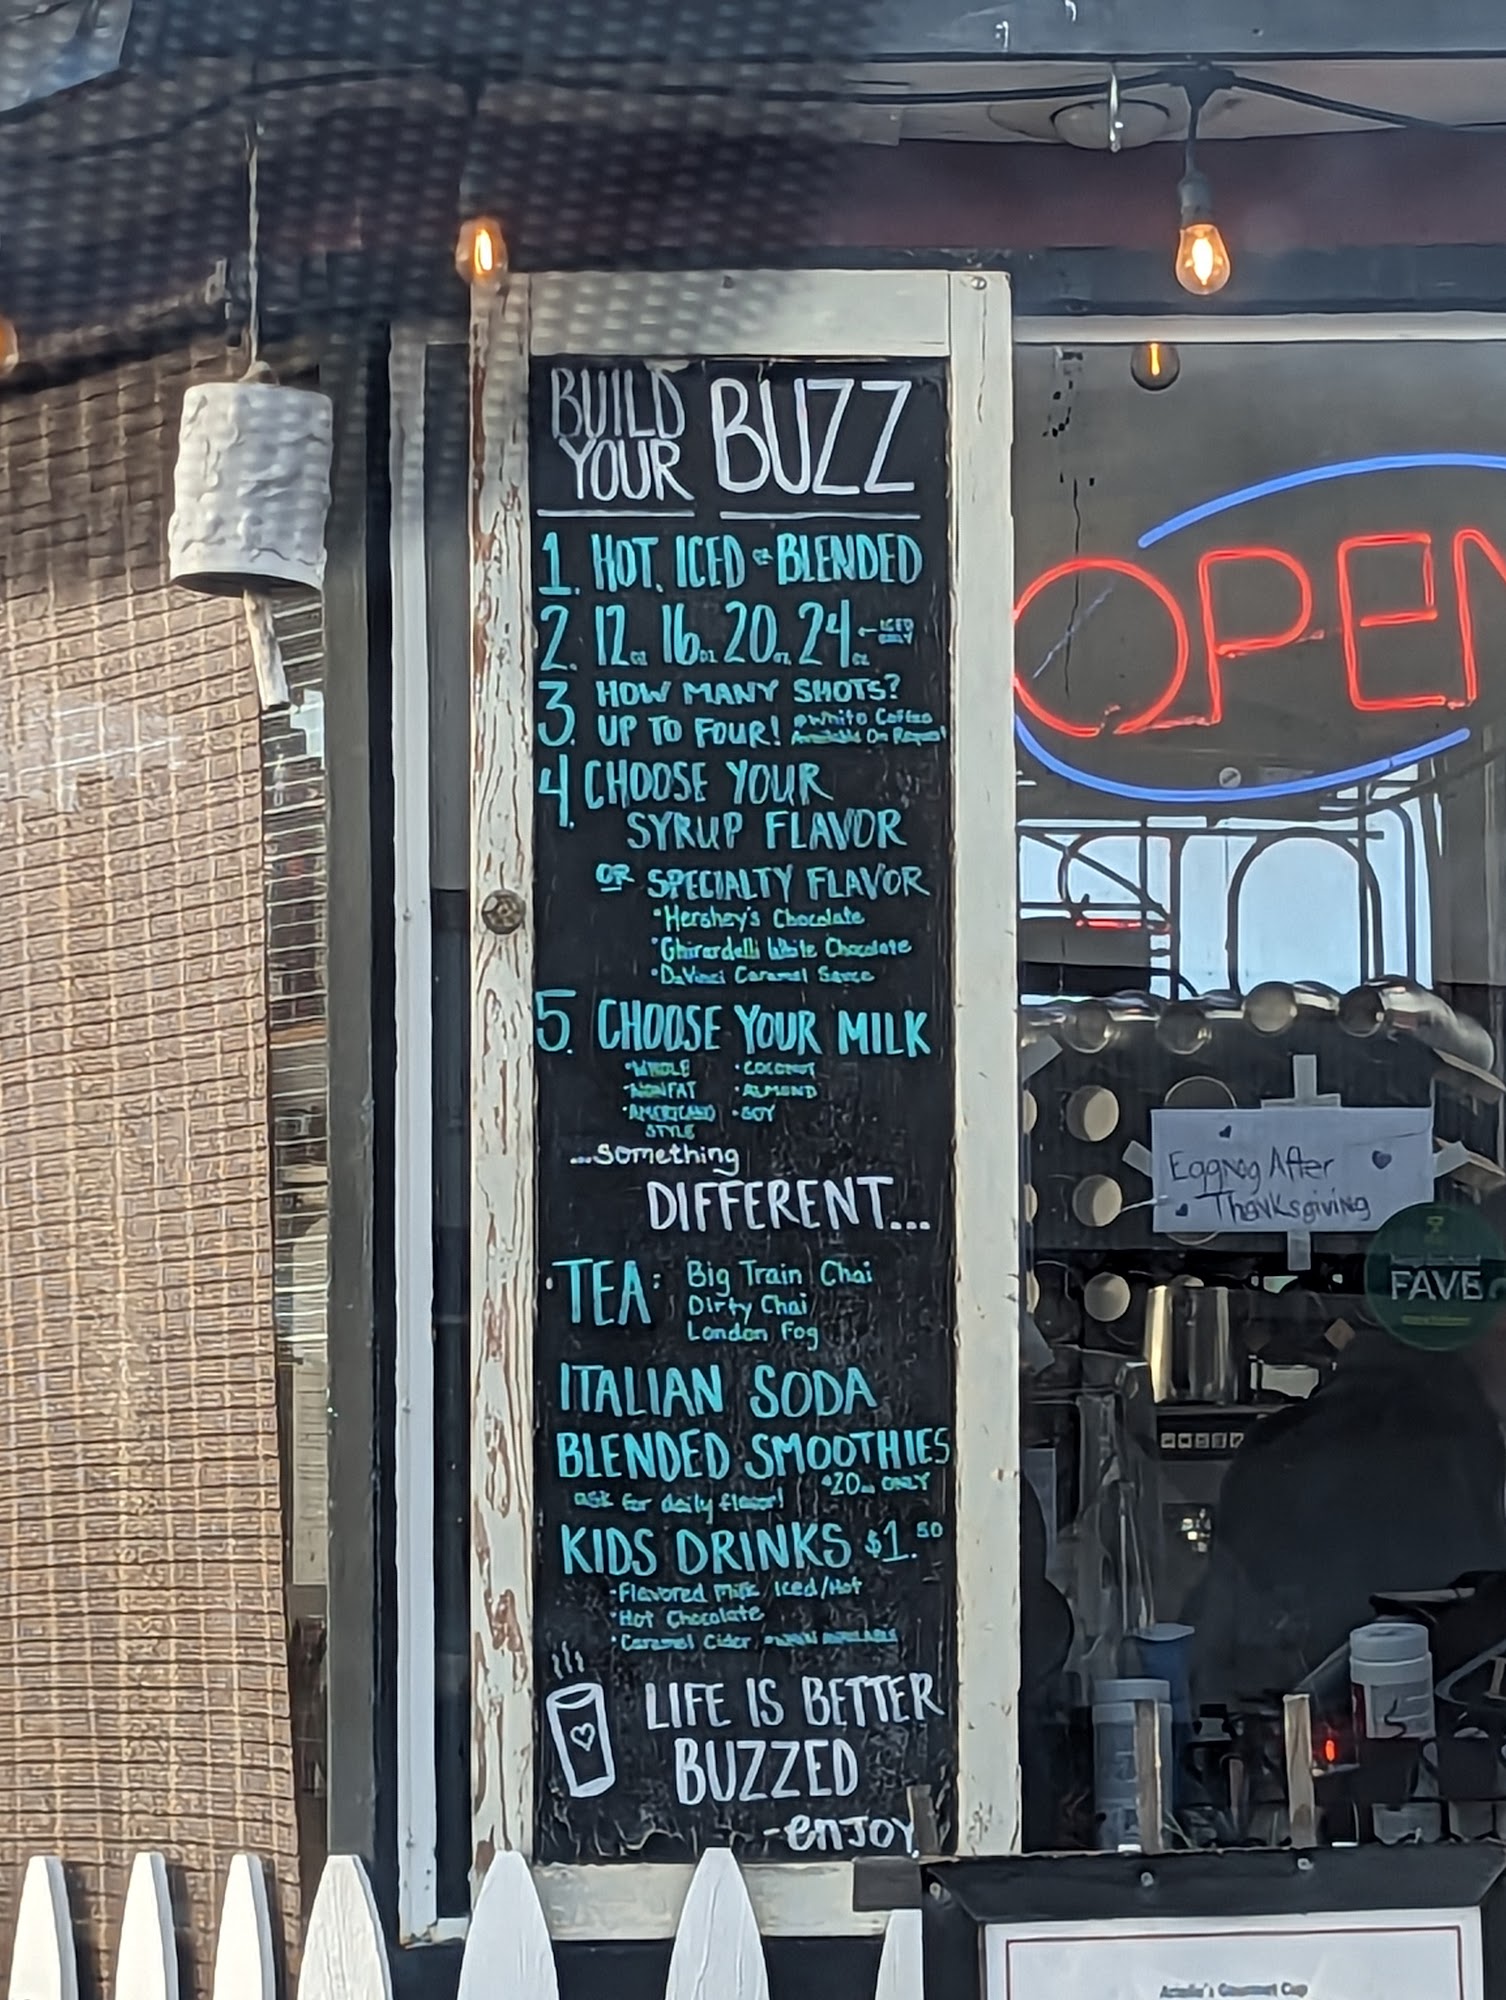 BUILD
YOUR BUZZ
1. HOT, ICED OR BLENDED
2. 12oz 16oz 20oz 24oz ← ICED ONLY
3. HOW MANY SHOTS?
UP TO FOUR! *White Coffee
Available On Request
4. CHOOSE YOUR
SYRUP FLAVOR
OR SPECIALTY FLAVOR
•Hershey's Chocolate
•Ghirardelli White Chocolate
•DaVinci Caramel Sauce
5. CHOOSE YOUR MILK
•WHOLE •COCONUT
•NONFAT •ALMOND
•AMERICANO •SOY
STYLE
...something
DIFFERENT...
•TEA: Big Train Chai
Dirty Chai
London Fog
ITALIAN SODA
BLENDED SMOOTHIES
ask for daily flavor! *20oz ONLY
KIDS DRINKS $1.50
•Flavored Milk Iced/Hot
•Hot Chocolate
•Caramel Cider *WHEN AVAILABLE
LIFE IS BETTER
BUZZED
-enJOY
OPEN
Eggnog After
Thanksgiving
FAVE
Gourmet Cup